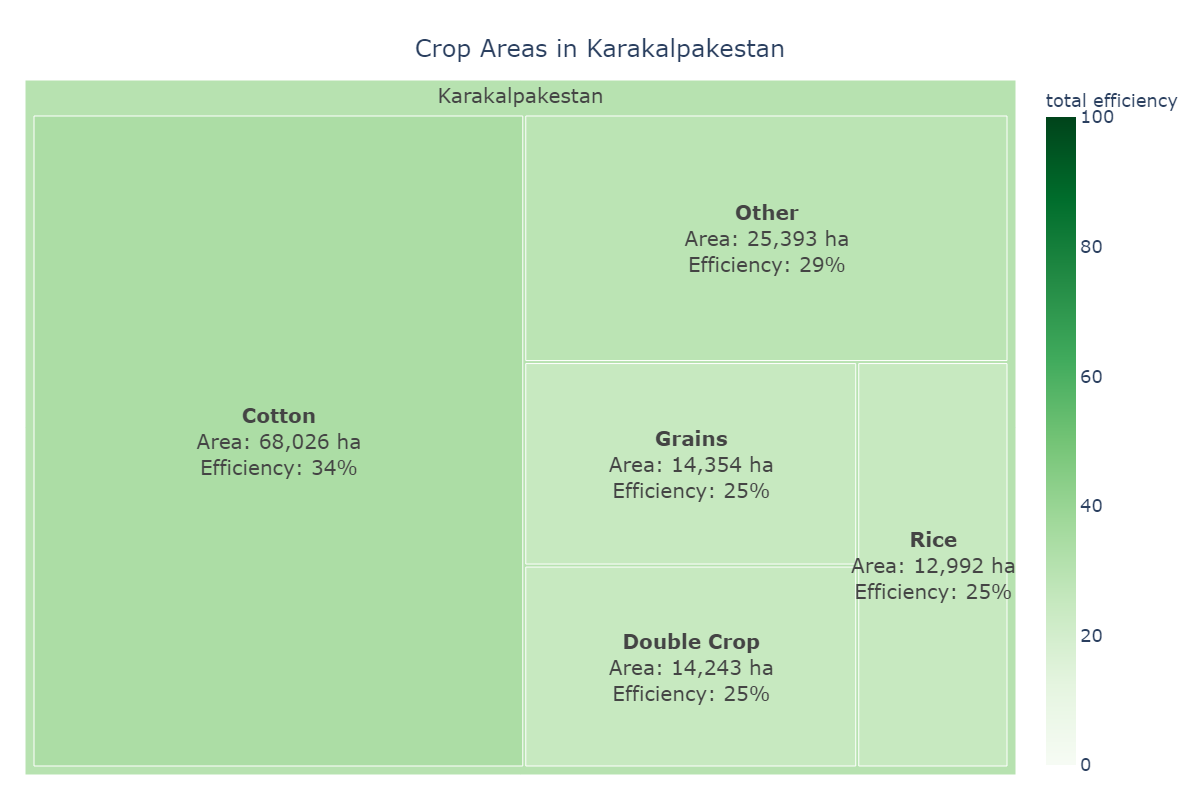 Crop Areas in Karakalpakestan
Karakalpakestan
Cotton
Area: 68,026 ha
Efficiency: 34%
Other
Area: 25,393 ha
Efficiency: 29%
Grains
Area: 14,354 ha
Efficiency: 25%
Double Crop
Area: 14,243 ha
Efficiency: 25%
Rice
Area: 12,992 ha
Efficiency: 25%
total efficiency
100
80
60
40
20
0